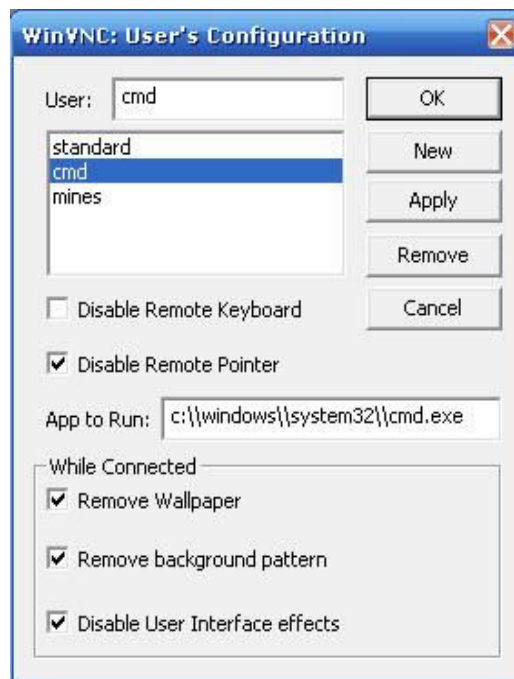 WinVNC: User's Configuration
User: cmd
OK
standard
cmd
mines
New
Apply
Remove
Cancel
Disable Remote Keyboard
Disable Remote Pointer
App to Run: c:\\windows\\system32\\cmd.exe
While Connected
Remove Wallpaper
Remove background pattern
Disable User Interface effects